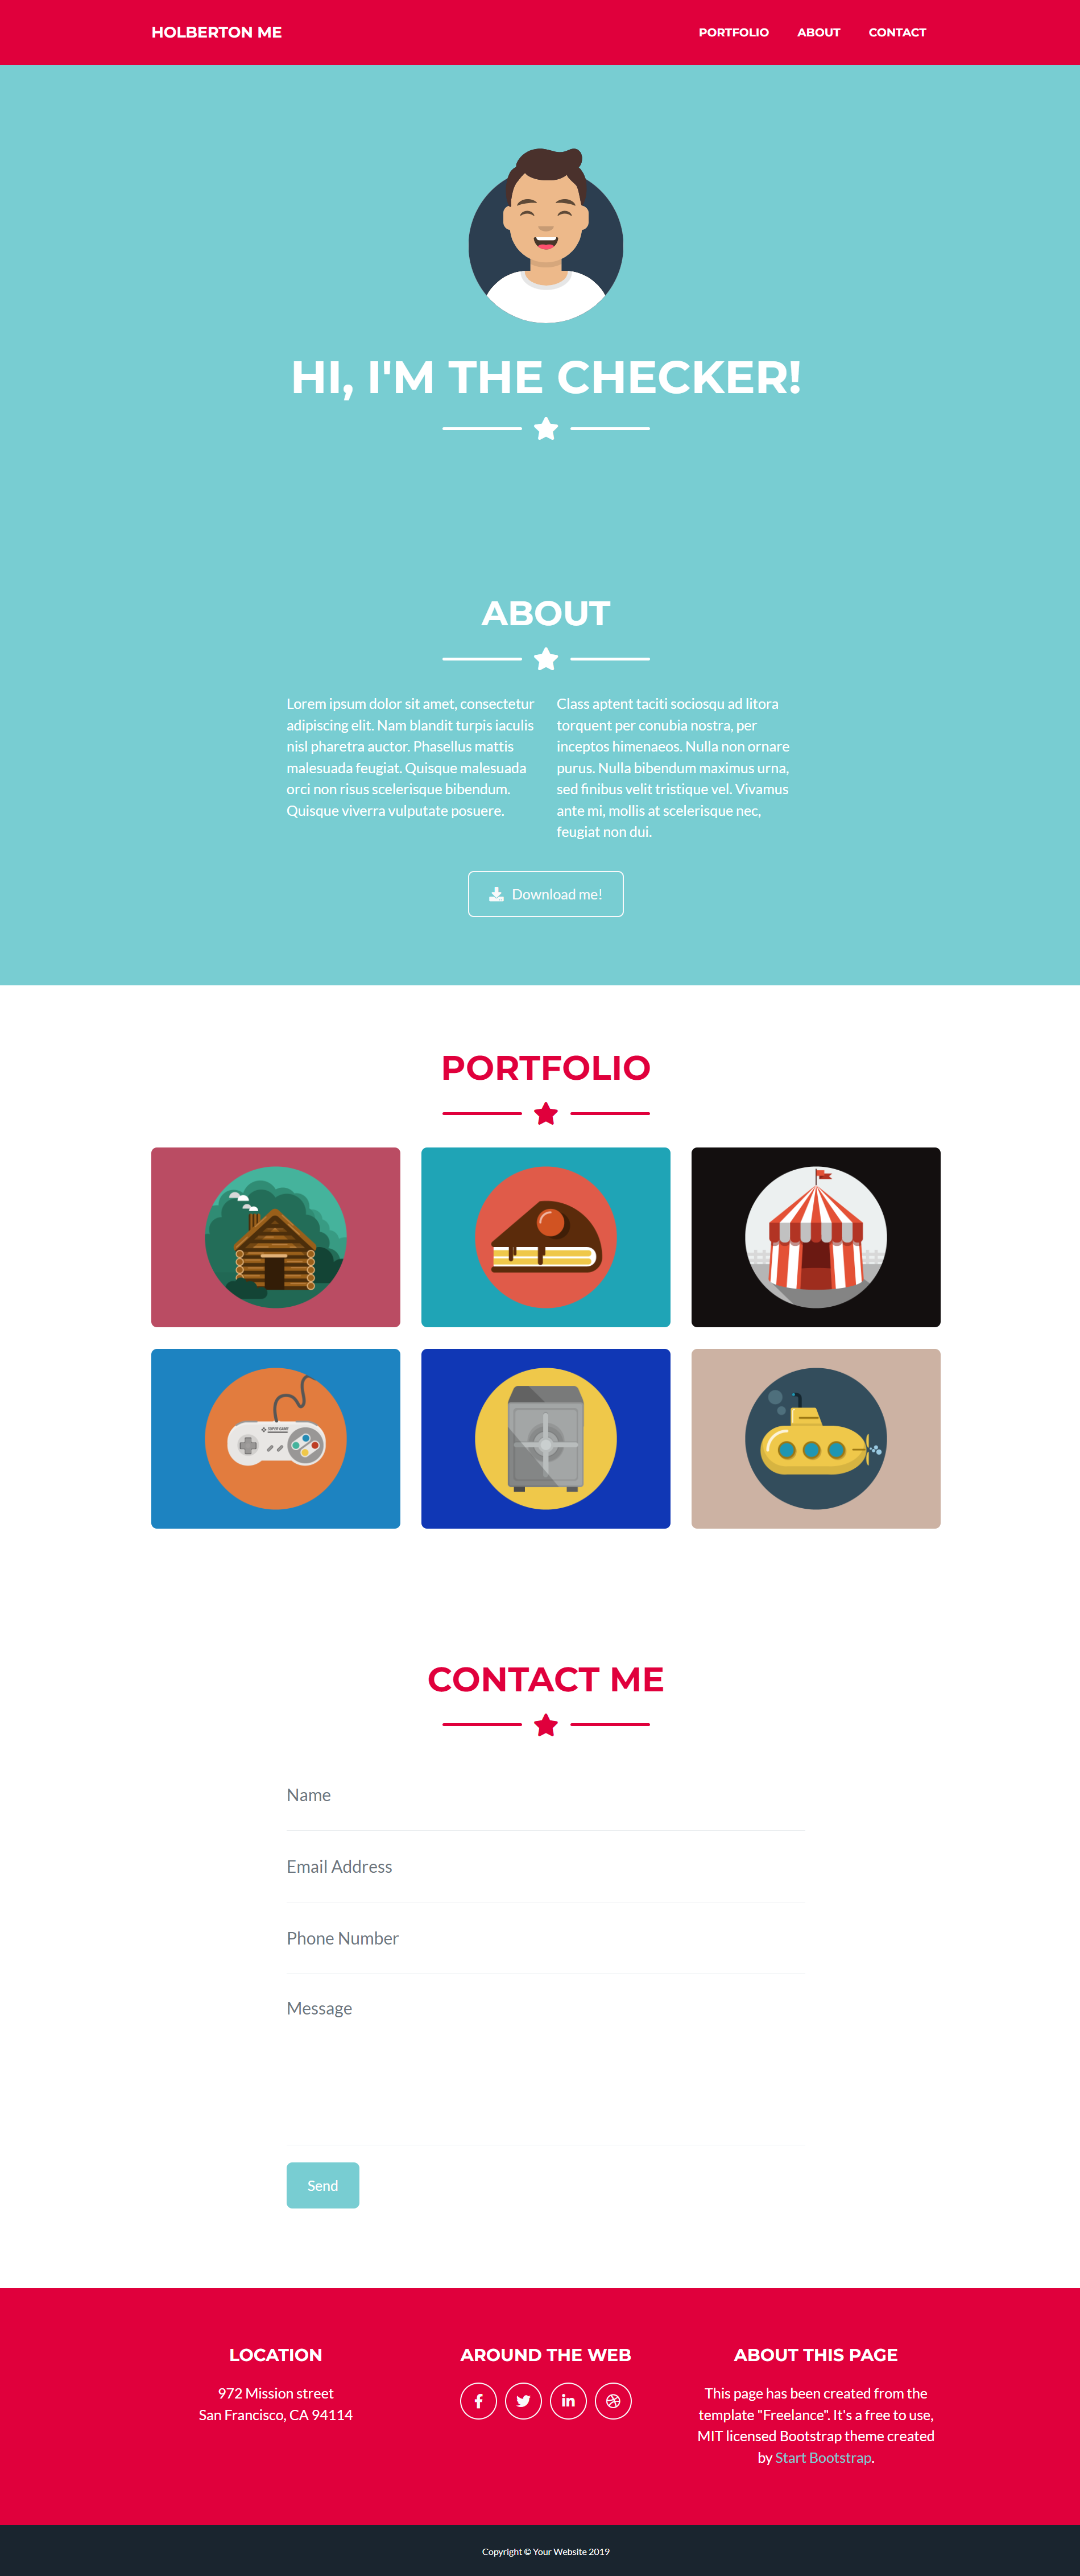 HOLBERTON ME
PORTFOLIO ABOUT CONTACT
HI, I'M THE CHECKER!
ABOUT
Lorem ipsum dolor sit amet, consectetur
adipiscing elit. Nam blandit turpis iaculis
nisl pharetra auctor. Phasellus mattis
malesuada feugiat. Quisque malesuada
orci non risus scelerisque bibendum.
Quisque viverra vulputate posuere.
Class aptent taciti sociosqu ad litora
torquent per conubia nostra, per
inceptos himenaeos. Nulla non ornare
purus. Nulla bibendum maximus urna,
sed finibus velit tristique vel. Vivamus
ante mi, mollis at scelerisque nec,
feugiat non dui.
Download me!
PORTFOLIO
SUPER GAME
CONTACT ME
Name
Email Address
Phone Number
Message
Send
LOCATION
972 Mission street
San Francisco, CA 94114
AROUND THE WEB
ABOUT THIS PAGE
This page has been created from the
template "Freelance". It's a free to use,
MIT licensed Bootstrap theme created
by Start Bootstrap.
Copyright © Your Website 2019